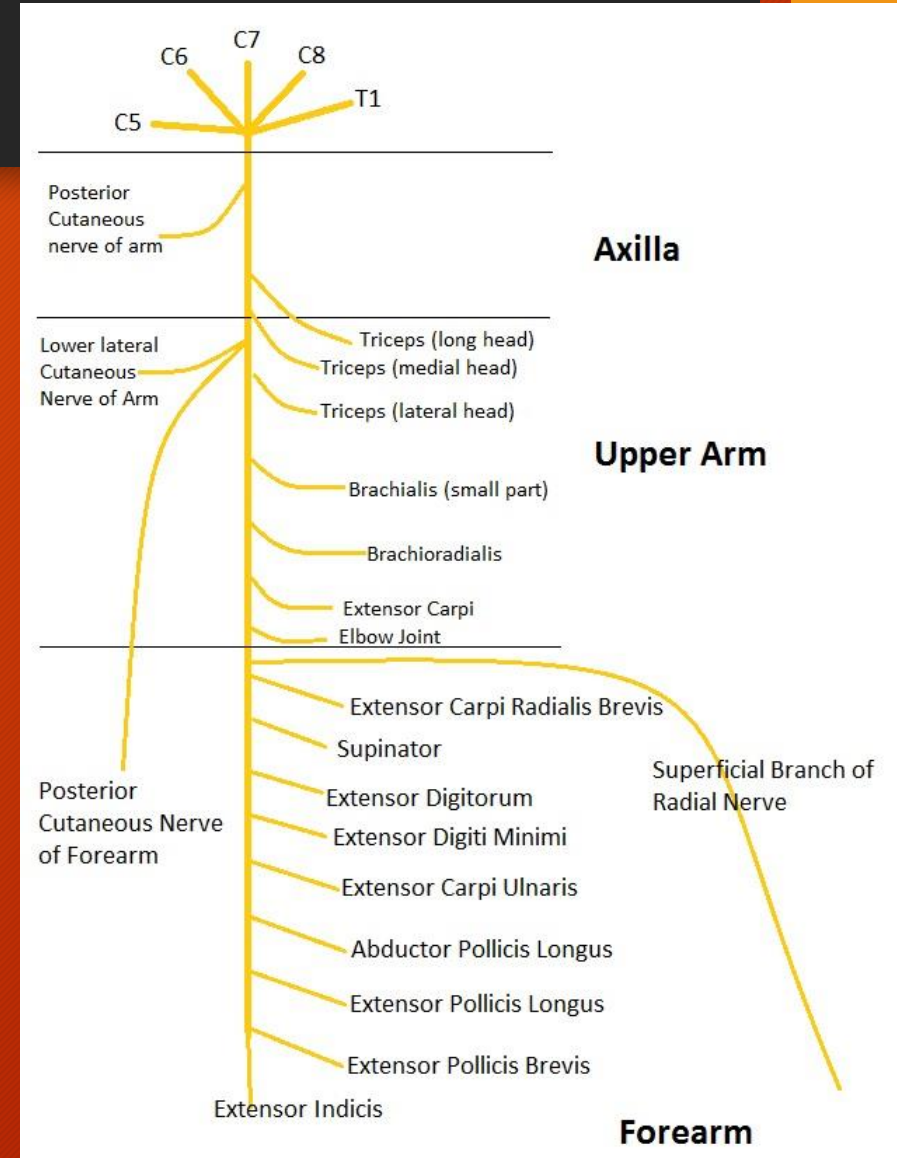 C7
C6
C8
T1
C5
Posterior
Cutaneous
nerve of arm
Axilla
Lower lateral
Cutaneous
Nerve of Arm
Triceps (long head)
Triceps (medial head)
Triceps (lateral head)
Upper Arm
Brachialis (small part)
Brachioradialis
Extensor Carpi
Elbow Joint
Extensor Carpi Radialis Brevis
Supinator
Superficial Branch of
Radial Nerve
Posterior
Cutaneous Nerve
of Forearm
Extensor Digitorum
Extensor Digiti Minimi
Extensor Carpi Ulnaris
Abductor Pollicis Longus
Extensor Pollicis Longus
Extensor Pollicis Brevis
Extensor Indicis
Forearm